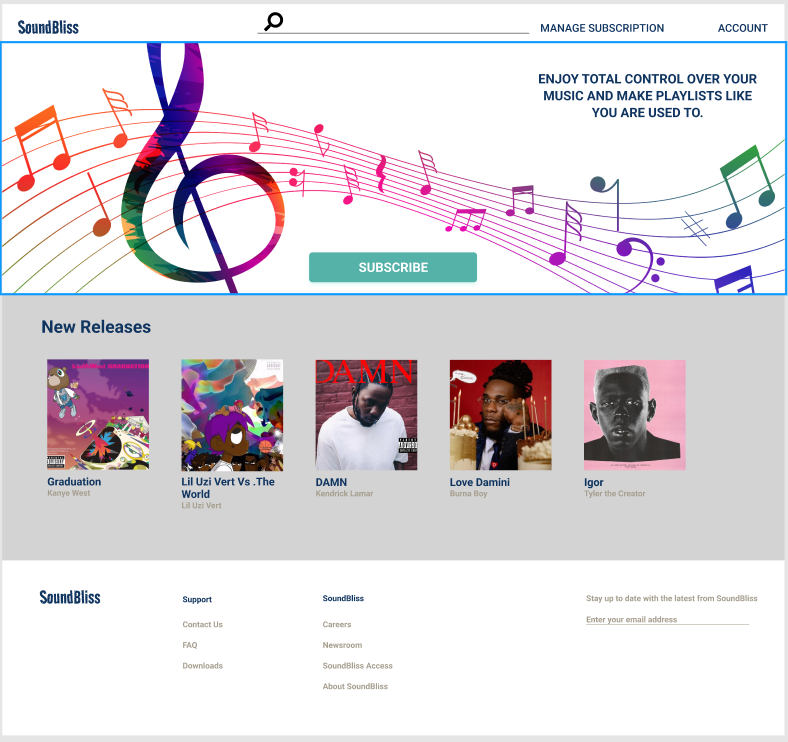 SoundBliss
MANAGE SUBSCRIPTION
ACCOUNT
ENJOY TOTAL CONTROL OVER YOUR
MUSIC AND MAKE PLAYLISTS LIKE
YOU ARE USED TO.
SUBSCRIBE
New Releases
DAMN.
Graduation
Kanye West
Lil Uzi Vert Vs .The
World
Lil Uzi Vert
DAMN
Kendrick Lamar
Love Damini
Burna Boy
Igor
Tyler the Creator
SoundBliss
Support
Contact Us
FAQ
Downloads
SoundBliss
Careers
Newsroom
SoundBliss Access
About SoundBliss
Stay up to date with the latest from SoundBliss
Enter your email address